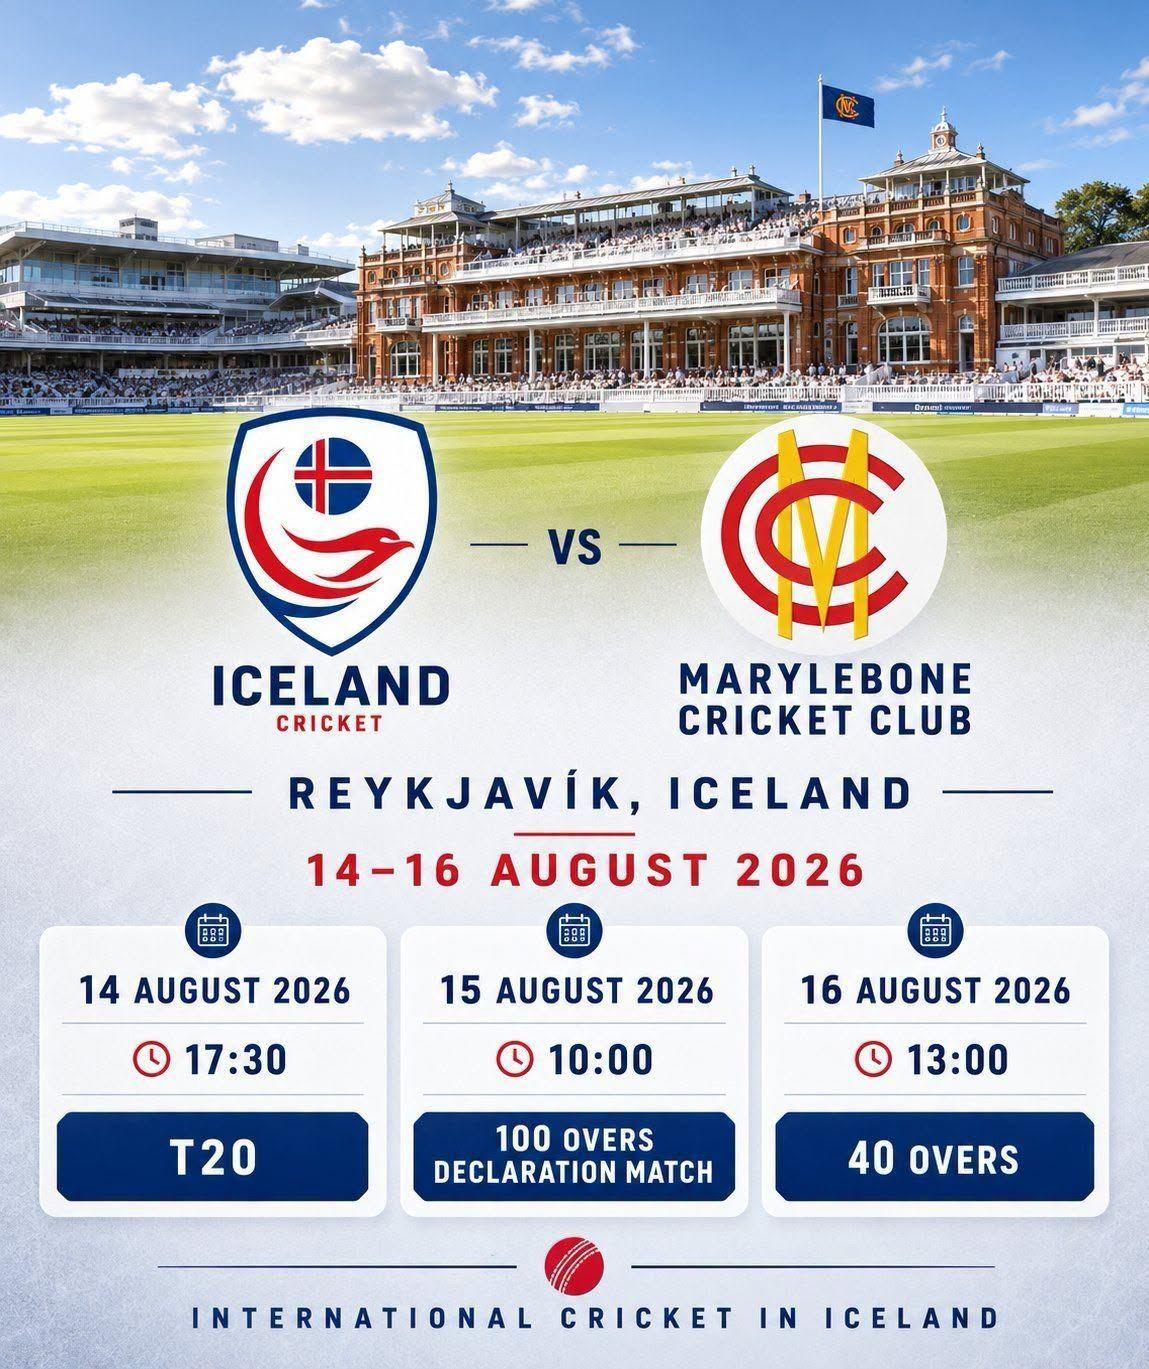 MCC
ICELAND
CRICKET
VS
MARYLEBONE
CRICKET CLUB
REYKJAVÍK, ICELAND
14–16 AUGUST 2026
14 AUGUST 2026
17:30
T20
15 AUGUST 2026
10:00
100 OVERS
DECLARATION MATCH
16 AUGUST 2026
13:00
40 OVERS
INTERNATIONAL CRICKET IN ICELAND